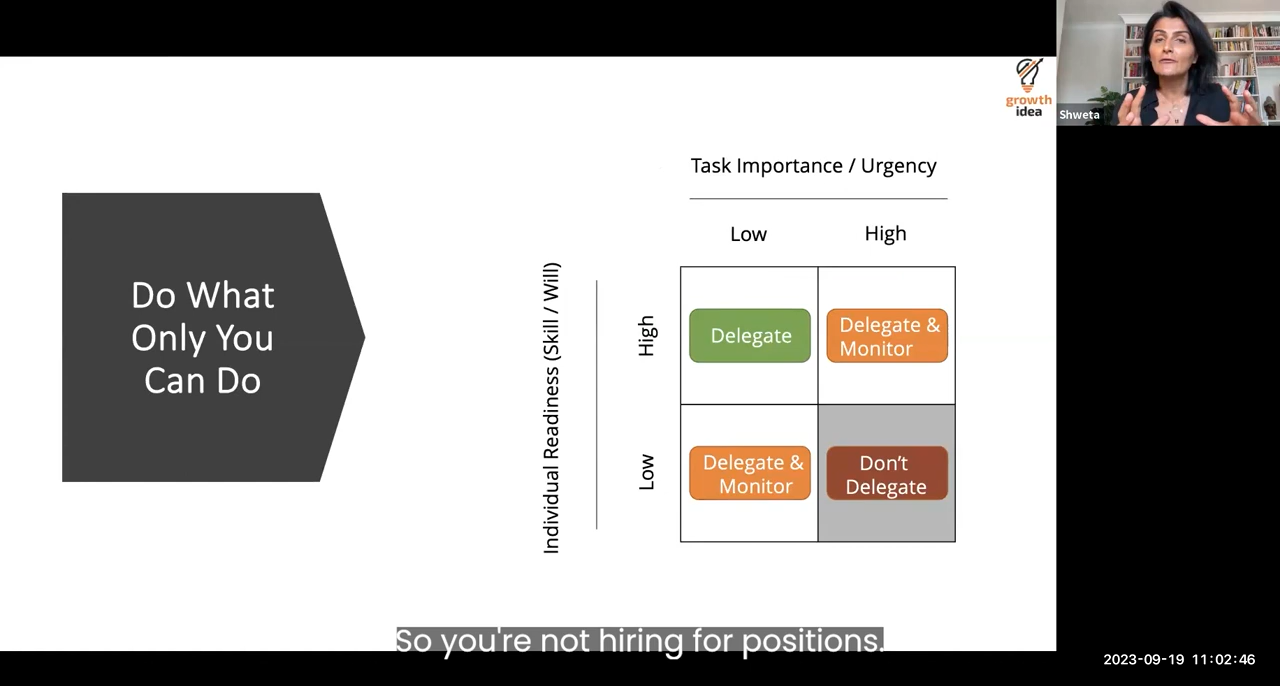 growth
idea
Shweta
Task Importance / Urgency
Low
High
Do What
Only You
Can Do
Individual Readiness (Skill / Will)
High
Delegate
Delegate &
Monitor
Low
Delegate &
Monitor
Don't
Delegate
So you're not hiring for positions.
2023-09-19 11:02:46